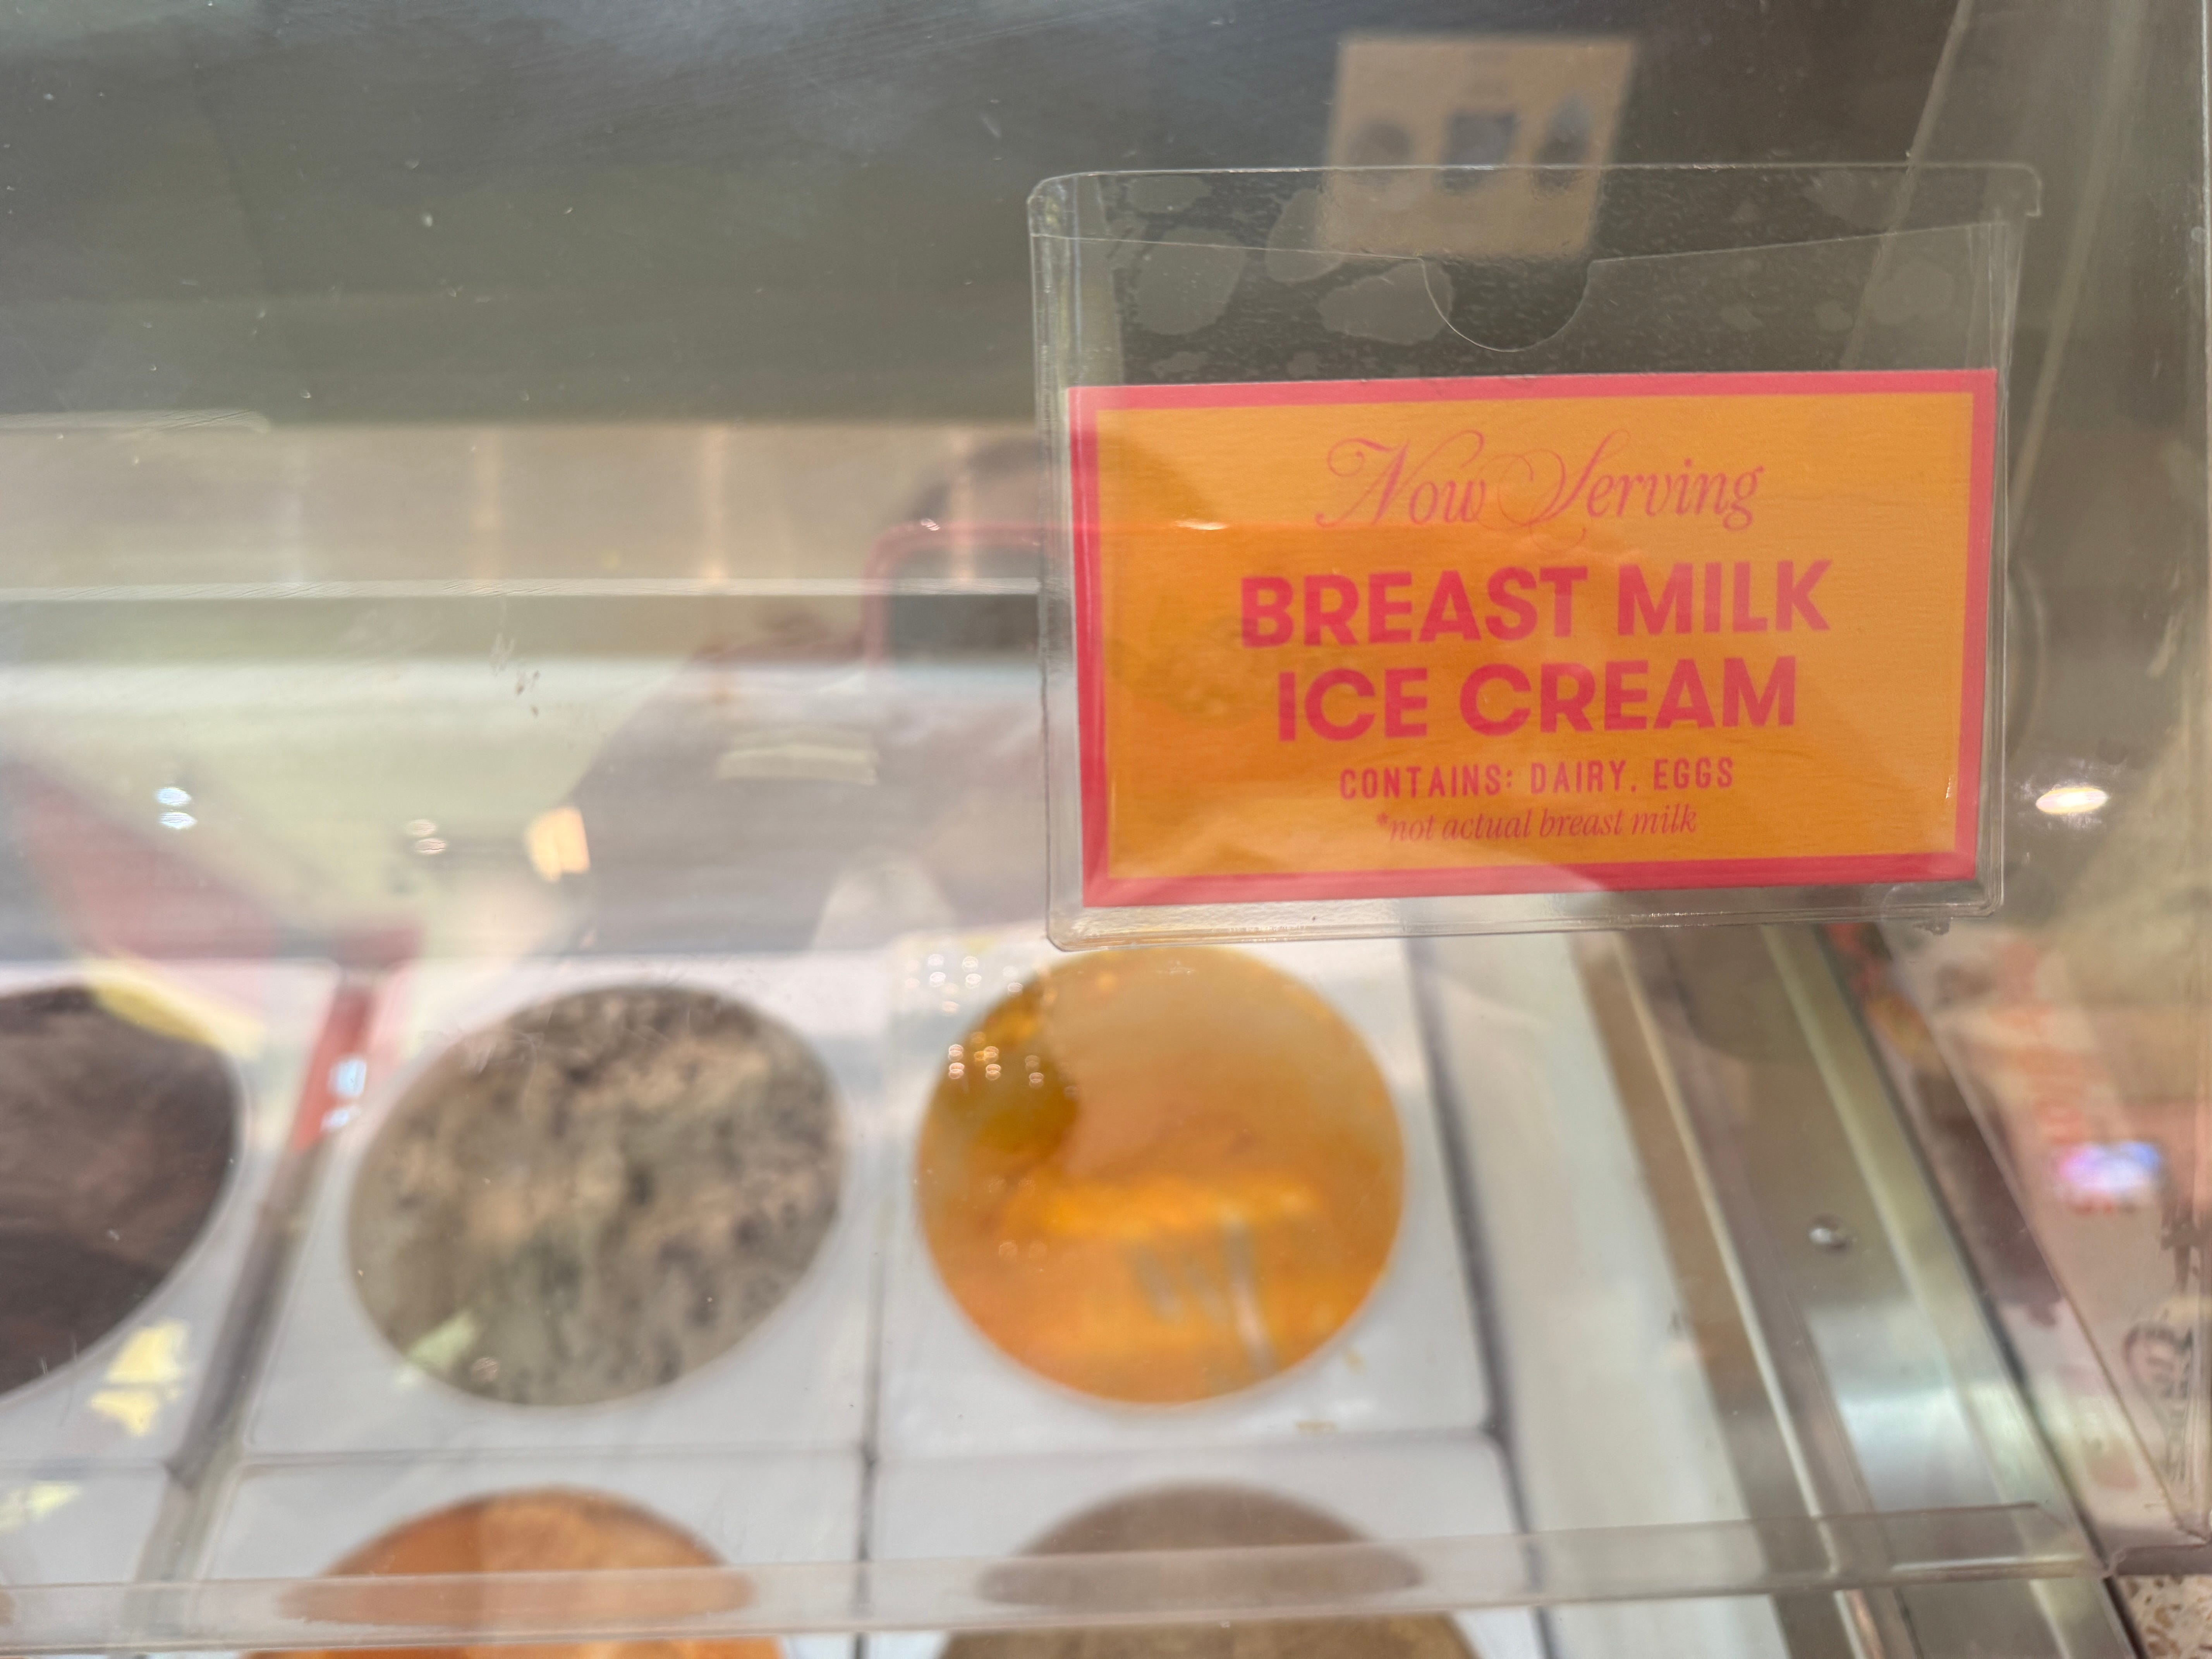 Now Serving
BREAST MILK
ICE CREAM
CONTAINS: DAIRY, EGGS
*not actual breast milk